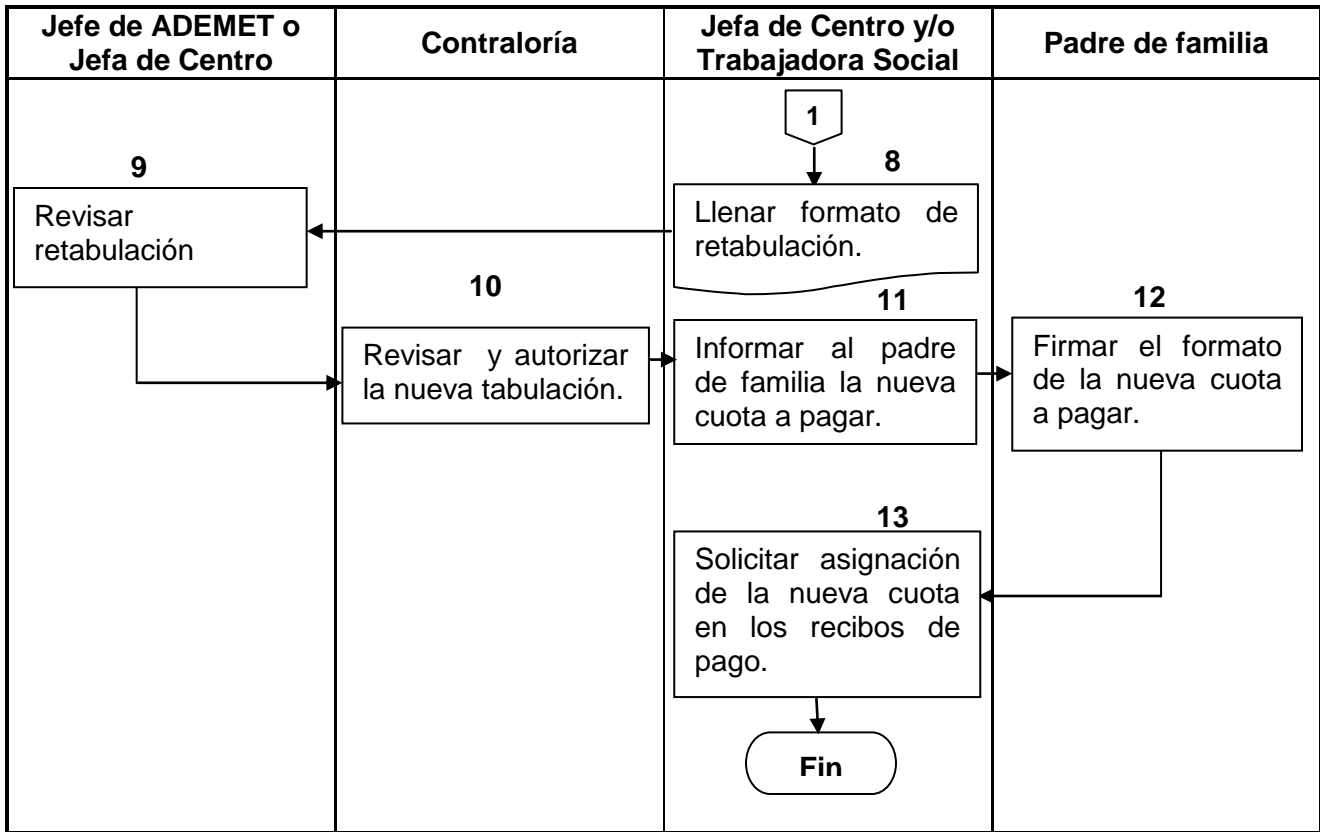 Jefe de ADEMET o
Jefa de Centro
Contraloría
Jefa de Centro y/o
Trabajadora Social
Padre de familia
1
8
Llenar formato de
retabulación.
9
Revisar
retabulación
10
Revisar y autorizar
la nueva tabulación.
11
Informar al padre
de familia la nueva
cuota a pagar.
12
Firmar el formato
de la nueva cuota
a pagar.
13
Solicitar asignación
de la nueva cuota
en los recibos de
pago.
Fin